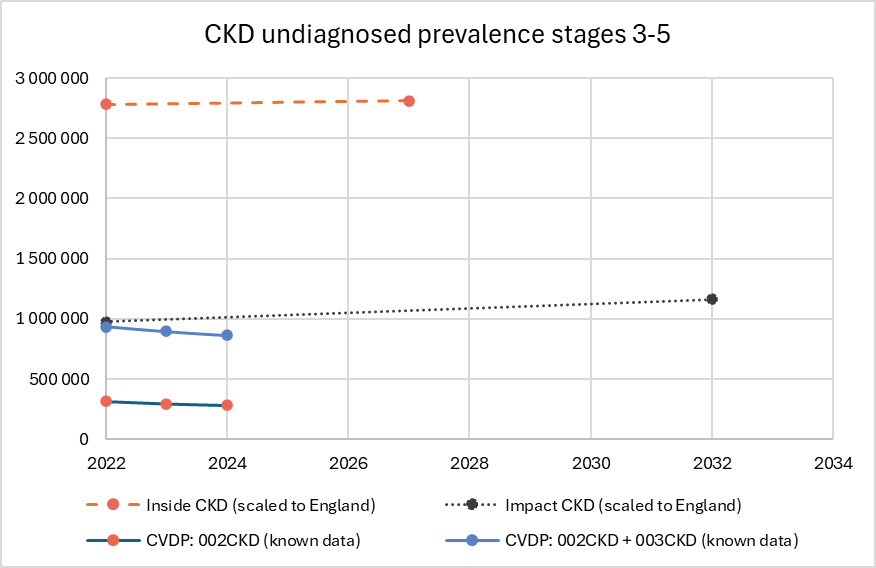 CKD undiagnosed prevalence stages 3-5
3 000 000
2 500 000
2 000 000
1 500 000
1 000 000
500 000
0
2022 2024 2026 2028 2030 2032 2034
Inside CKD (scaled to England) Impact CKD (scaled to England)
CVDP: 002CKD (known data) CVDP: 002CKD + 003CKD (known data)